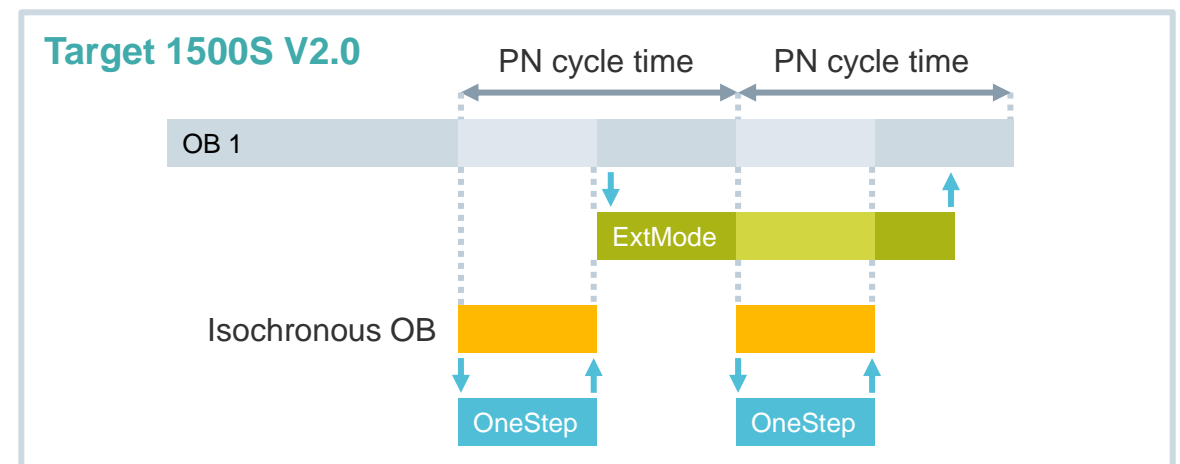 Target 1500S V2.0
PN cycle time
PN cycle time
OB 1
ExtMode
Isochronous OB
OneStep
OneStep